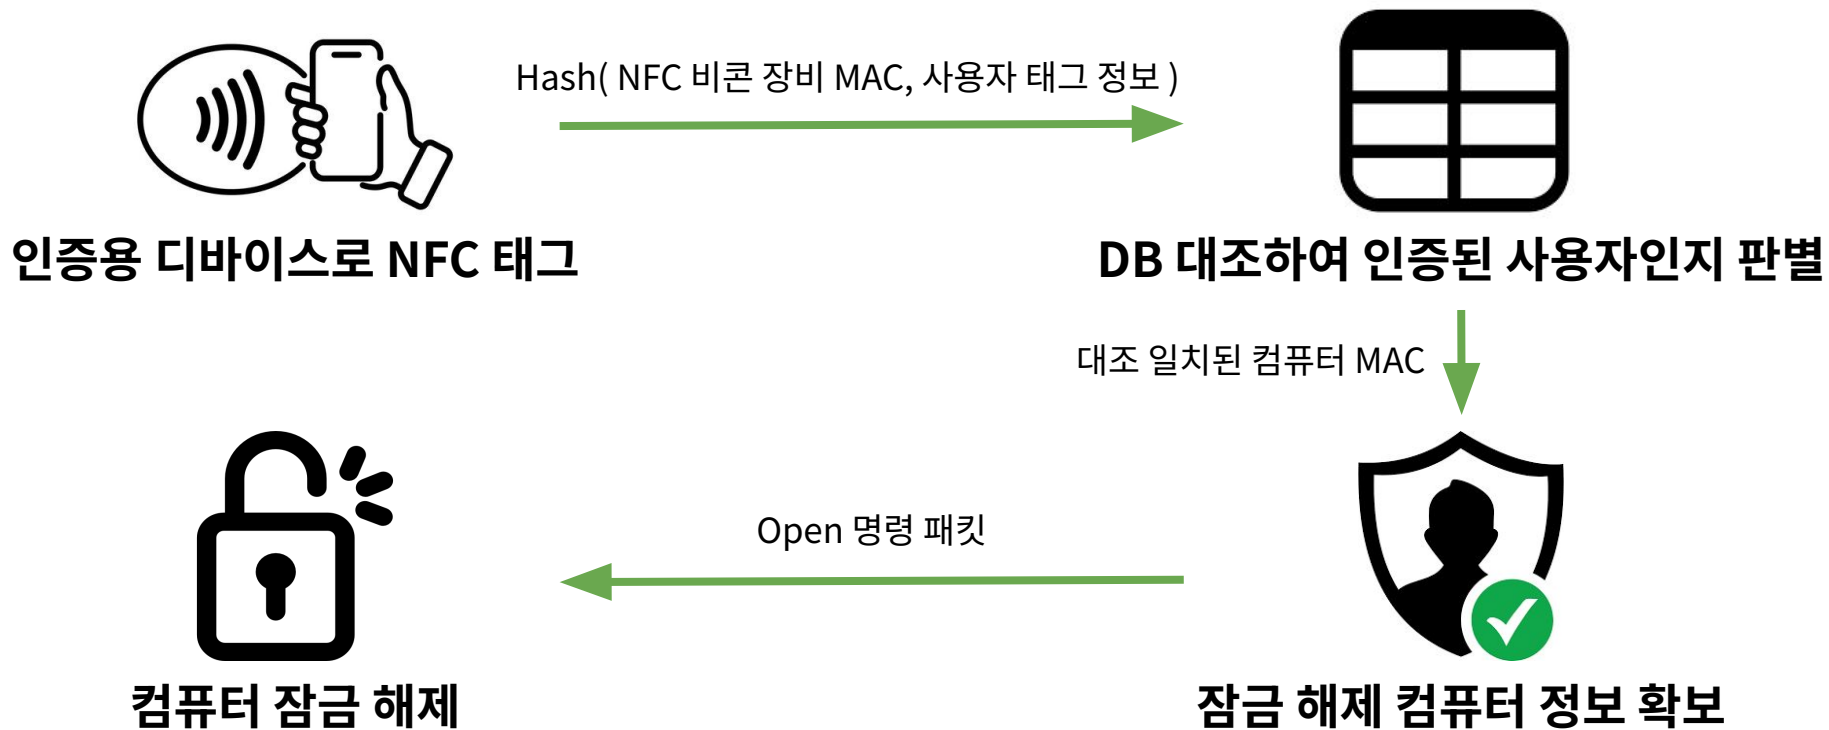 Hash( NFC 비콘 장비 MAC, 사용자 태그 정보 )
인증용 디바이스로 NFC 태그
DB 대조하여 인증된 사용자인지 판별
대조 일치된 컴퓨터 MAC
Open 명령 패킷
컴퓨터 잠금 해제
잠금 해제 컴퓨터 정보 확보